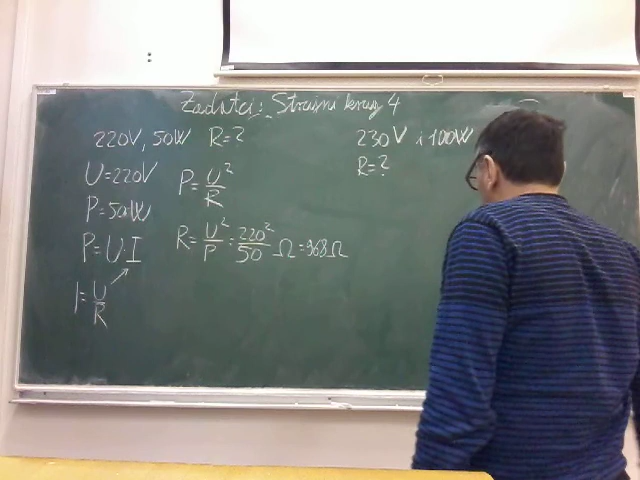 Zadatci: Strujni krug 4
220V, 50W R=?
U=220V
P=50W
P=U·I
I=U/R
P=U²/R
R=U²/P=220²/50 Ω=968Ω
230V i 100W
R=?